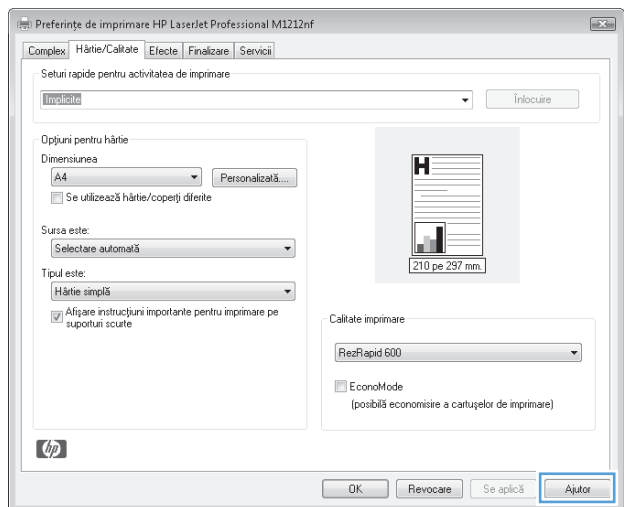 Preferințe de imprimare HP LaserJet Professional M1212nf
Complex Hârtie/Calitate Efecte Finalizare Servicii
Seturi rapide pentru activitatea de imprimare
Implicite
Înlocuire
Opțiuni pentru hârtie
Dimensiunea
A4
Personalizată....
Se utilizează hârtie/coperți diferite
Sursa este:
Selectare automată
Tipul este:
Hârtie simplă
Afișare instrucțiuni importante pentru imprimare pe
suporturi scurte
H
210 pe 297 mm.
Calitate imprimare
RezRapid 600
EconoMode
(posibilă economisire a cartușelor de imprimare)
hp
OK Revocare Se aplică Ajutor